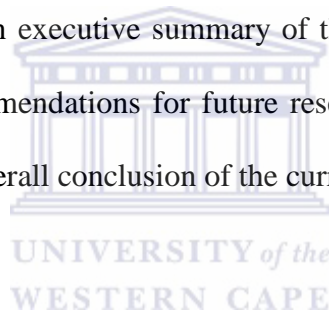 executive summary of t
mendations for future rese
erall conclusion of the curr
UNIVERSITY of the
WESTERN CAPE